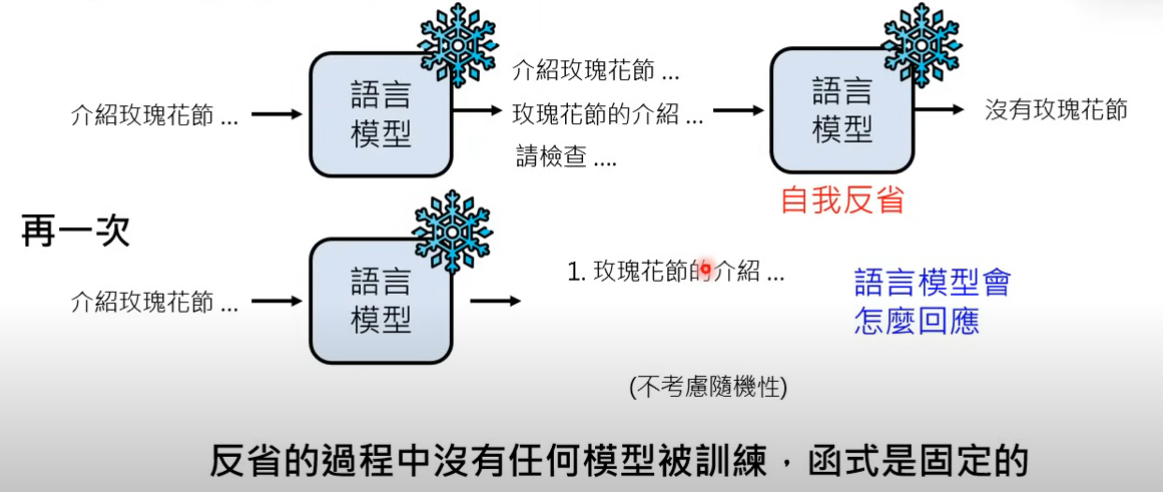 介紹玫瑰花節 ...
語言
模型
介紹玫瑰花節 ...
玫瑰花節的介紹 ...
請檢查 ....
語言
模型
沒有玫瑰花節
自我反省
再一次
介紹玫瑰花節 ...
語言
模型
1. 玫瑰花節的介紹 ...
語言模型會
怎麼回應
(不考慮隨機性)
反省的過程中沒有任何模型被訓練，函式是固定的